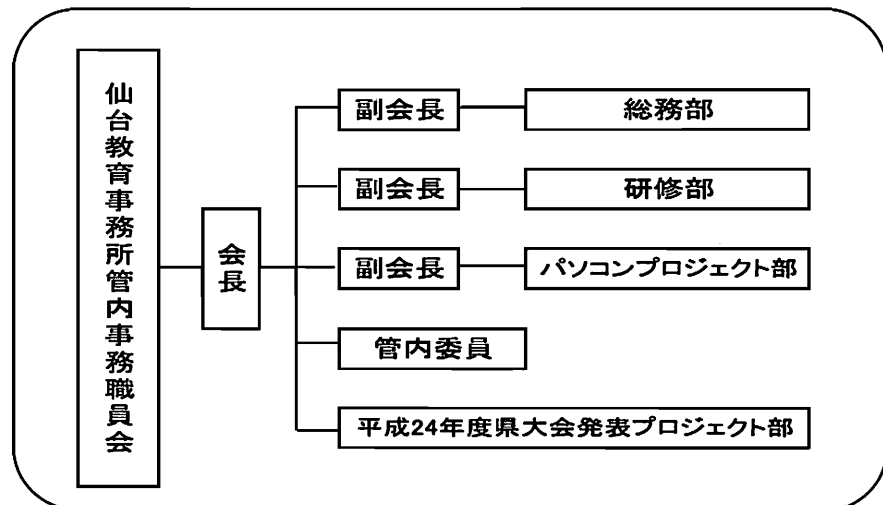 仙台教育事務所管内事務職員会
会長
副会長
総務部
副会長
研修部
副会長
パソコンプロジェクト部
管内委員
平成24年度県大会発表プロジェクト部